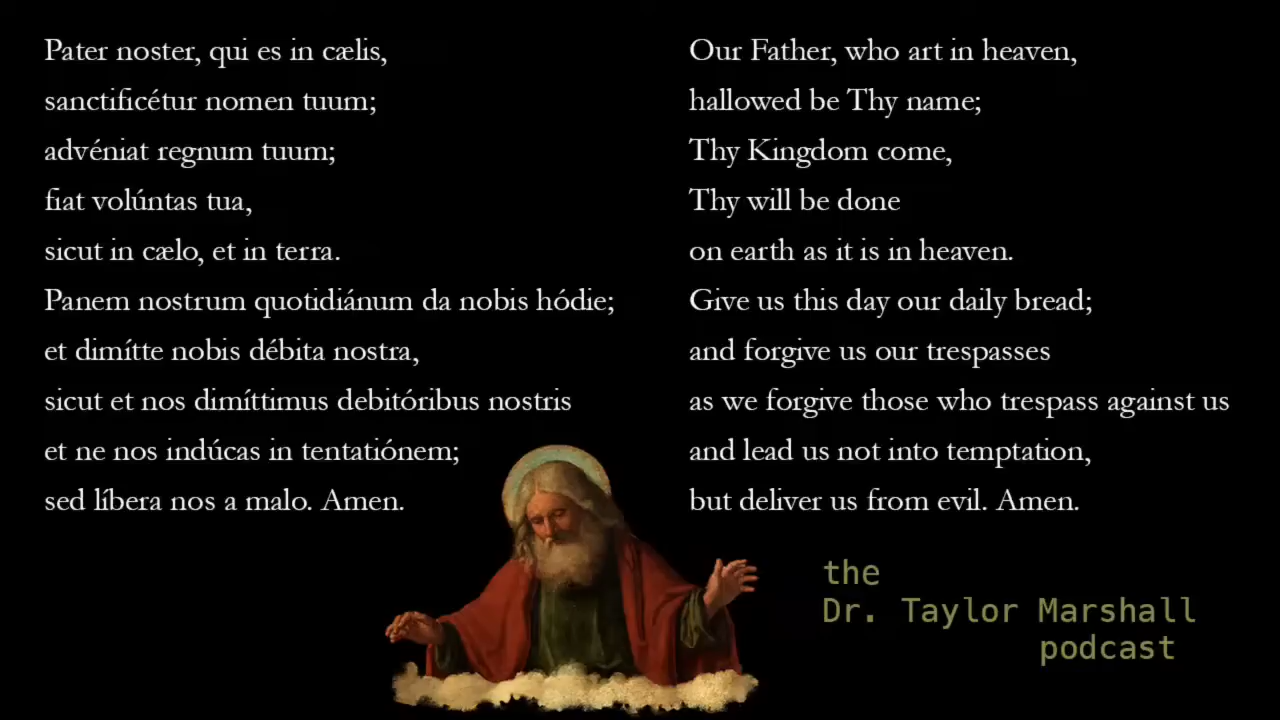 Pater noster, qui es in cælis,
sanctificétur nomen tuum;
advéniat regnum tuum;
fiat volúntas tua,
sicut in cælo, et in terra.
Panem nostrum quotidiánum da nobis hódie;
et dimítte nobis débita nostra,
sicut et nos dimíttimus debitóribus nostris
et ne nos indúcas in tentatiónem;
sed líbera nos a malo. Amen.
Our Father, who art in heaven,
hallowed be Thy name;
Thy Kingdom come,
Thy will be done
on earth as it is in heaven.
Give us this day our daily bread;
and forgive us our trespasses
as we forgive those who trespass against us
and lead us not into temptation,
but deliver us from evil. Amen.
the
Dr. Taylor Marshall
podcast